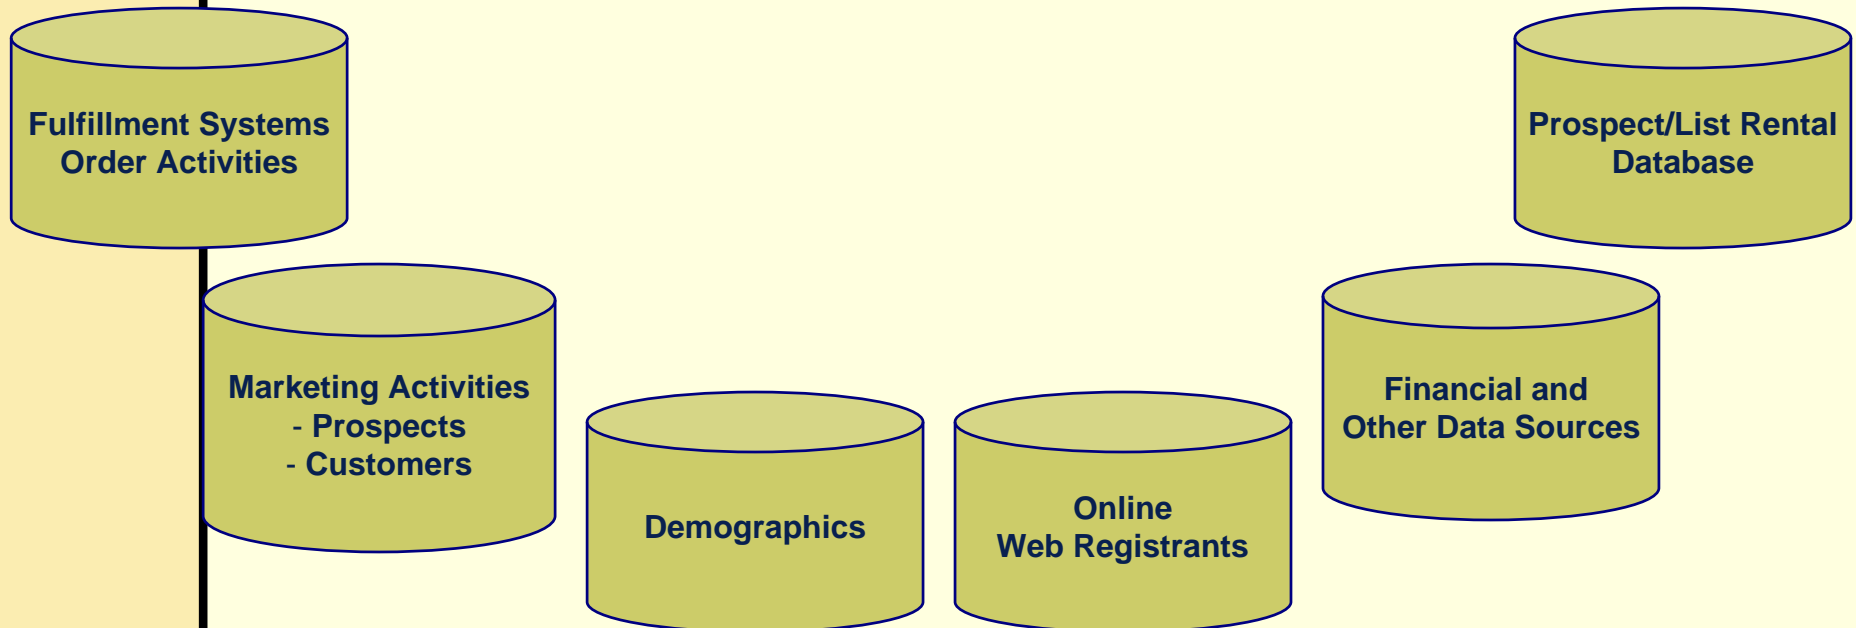 Fulfillment Systems
Order Activities
Prospect/List Rental
Database
Marketing Activities
- Prospects
- Customers
Financial and
Other Data Sources
Demographics
Online
Web Registrants